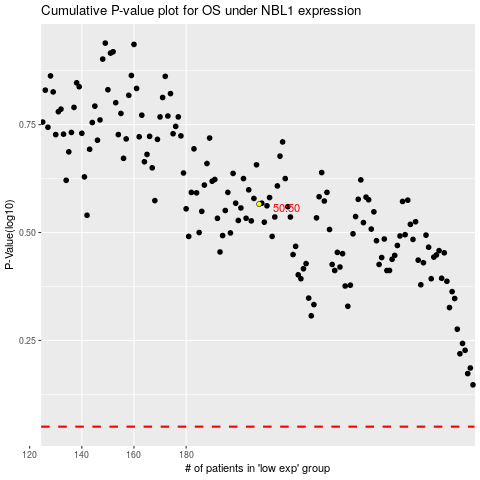 Cumulative P-value plot for OS under NBL1 expression
P-Value(log10)
0.75
0.50
0.25
50:50
120 140 160 180
# of patients in 'low exp' group